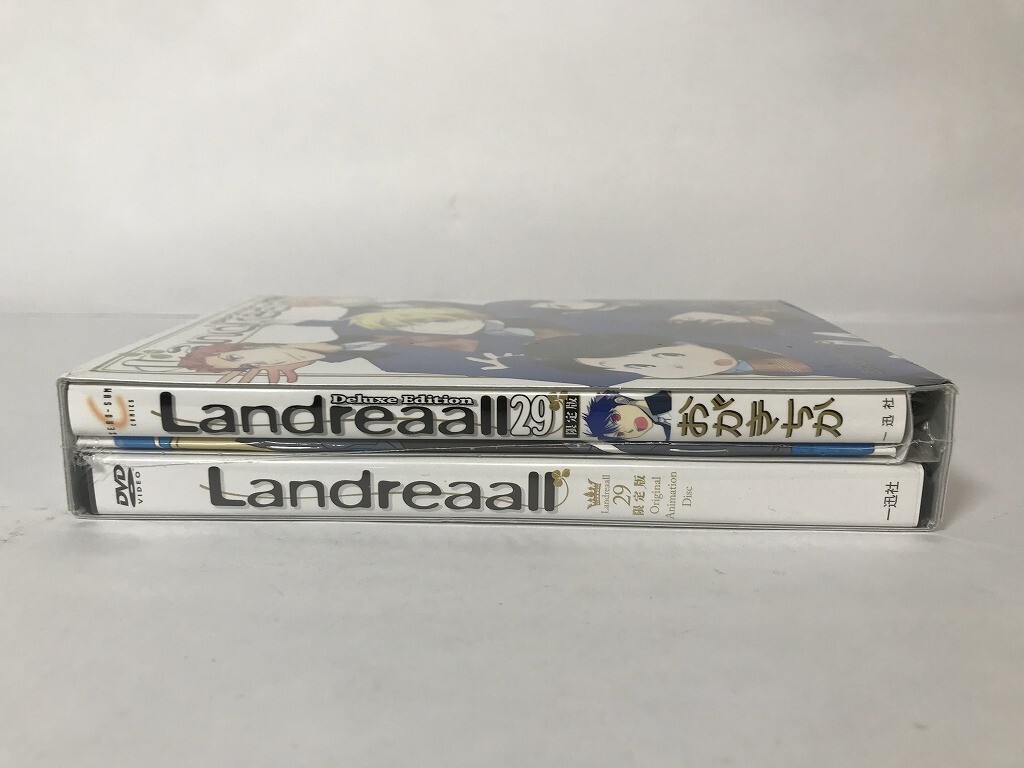 ZERO-SUM
COMICS
Deluxe Edition
Landreaall 29
限定版
おがきちか
一迅社
DVD
VIDEO
Landreaall
Landreaall
29
限定版
Original
Animation
Disc
一迅社